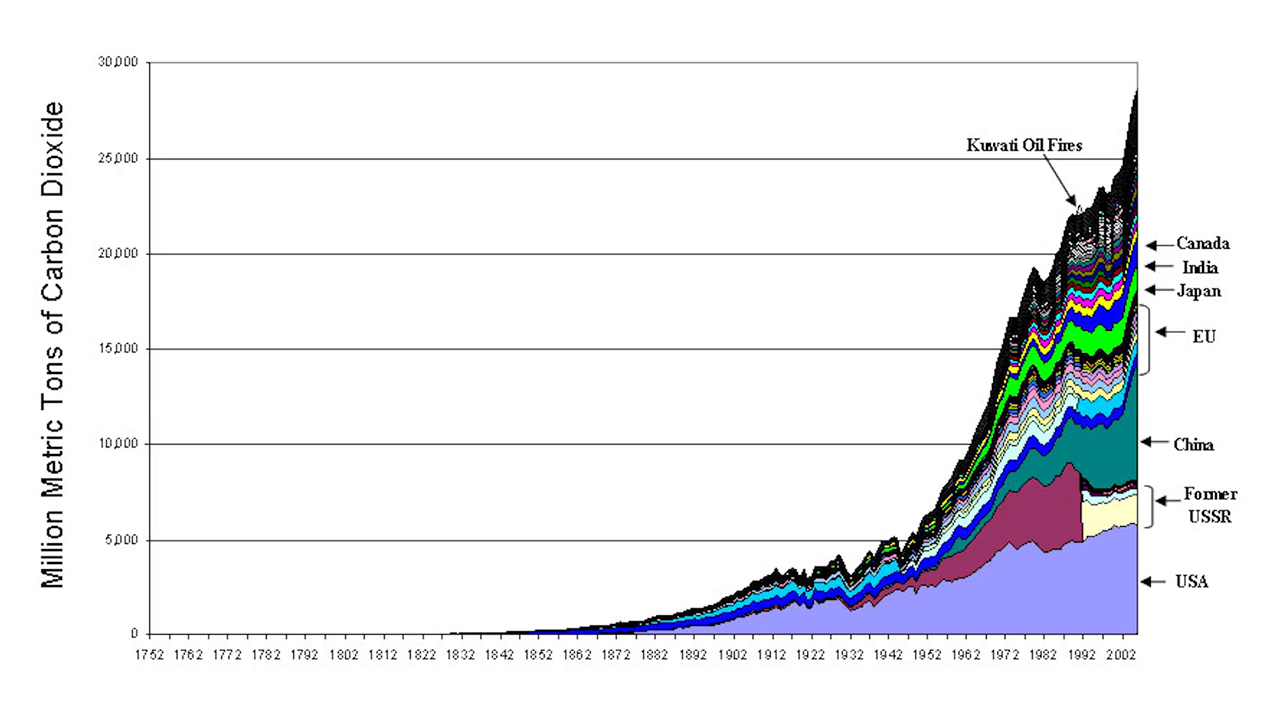 Million Metric Tons of Carbon Dioxide
30,000
25,000
20,000
15,000
10,000
5,000
0
1752 1762 1772 1782 1792 1802 1812 1822 1832 1842 1852 1862 1872 1882 1892 1902 1912 1922 1932 1942 1952 1962 1972 1982 1992 2002
Kuwati Oil Fires
Canada
India
Japan
EU
China
Former
USSR
USA